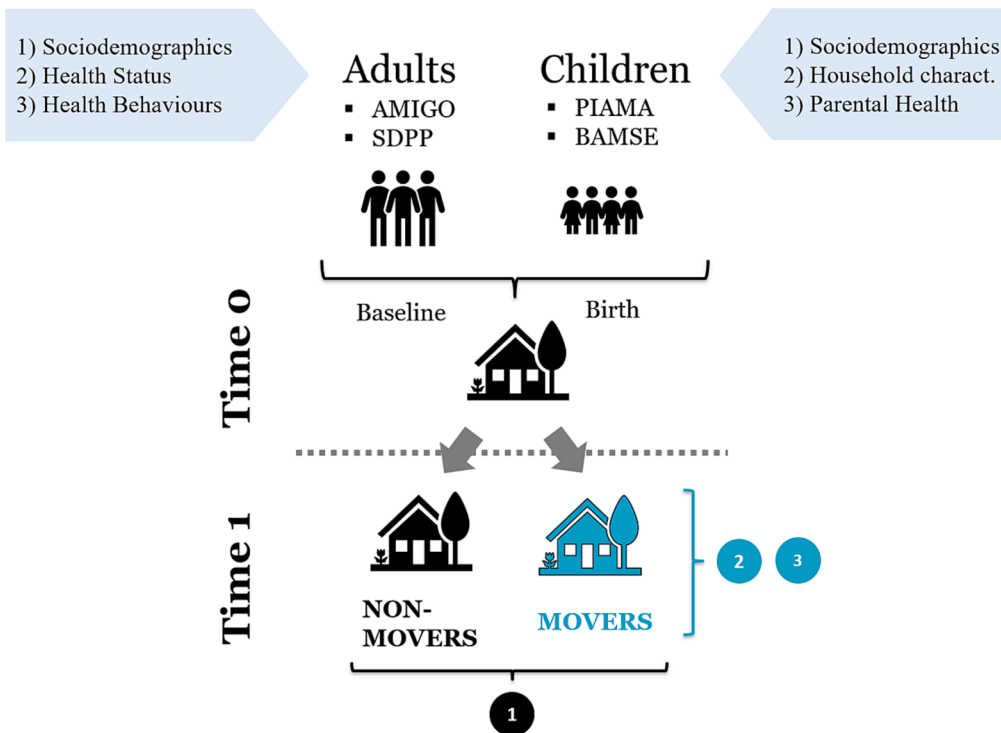 1) Sociodemographics
2) Health Status
3) Health Behaviours
Adults
▪ AMIGO
▪ SDPP
Children
▪ PIAMA
▪ BAMSE
1) Sociodemographics
2) Household charact.
3) Parental Health
Time 0
Baseline
Birth
Time 1
NON-
MOVERS
MOVERS
2
3
1